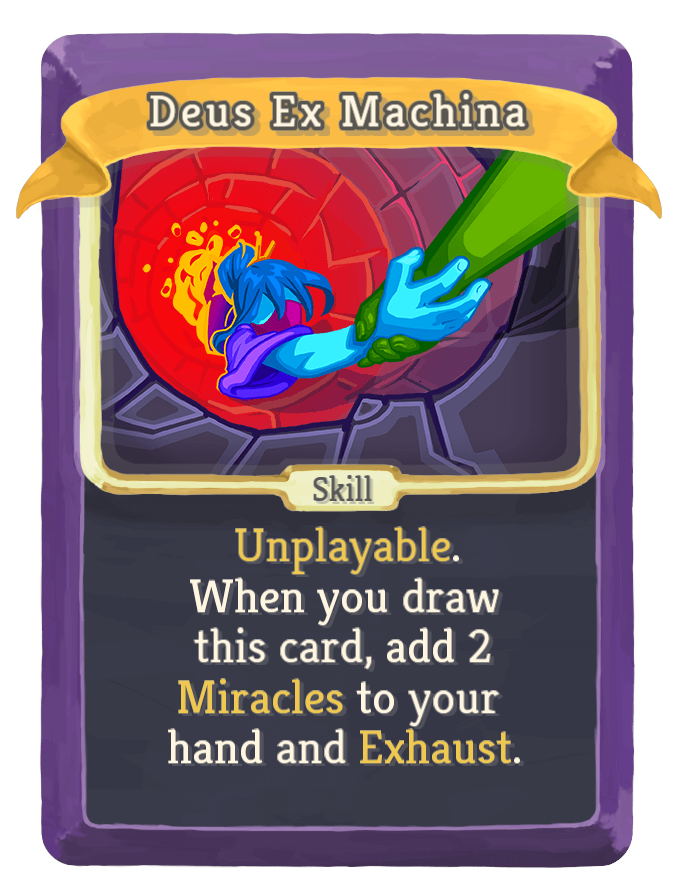 Deus Ex Machina
Skill
Unplayable.
When you draw
this card, add 2
Miracles to your
hand and Exhaust.